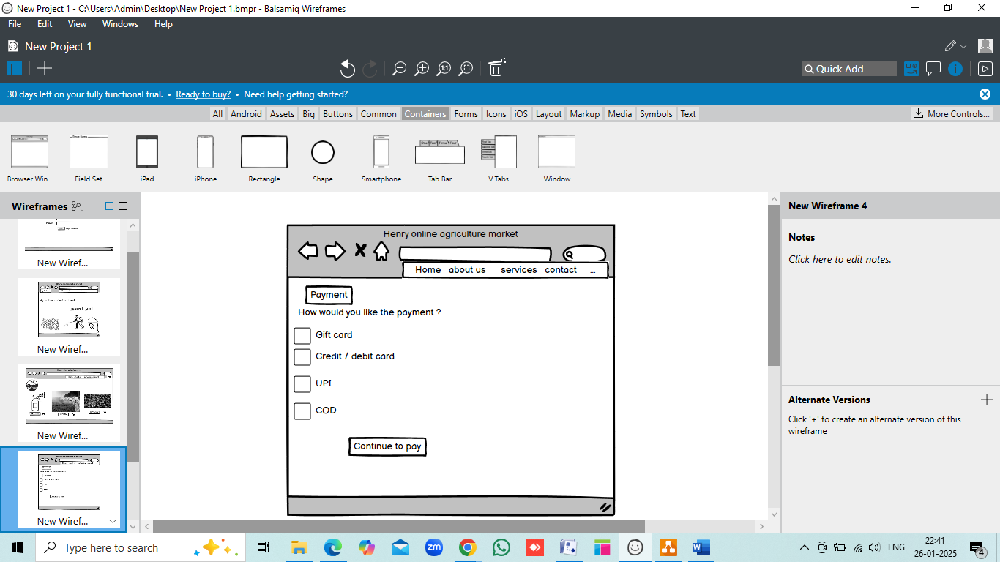 New Project 1 - C:\Users\Admin\Desktop\New Project 1.bmpr - Balsamiq Wireframes
File Edit View Windows Help
New Project 1
1:1
Quick Add
30 days left on your fully functional trial. • Ready to buy? • Need help getting started?
All Android Assets Big Buttons Common Containers Forms Icons iOS Layout Markup Media Symbols Text
More Controls...
Browser Win... Field Set iPad iPhone Rectangle Shape Smartphone Tab Bar V.Tabs Window
Wireframes
New Wiref...
New Wiref...
New Wiref...
New Wiref...
Henry online agriculture market
Home about us services contact ...
Payment
How would you like the payment ?
Gift card
Credit / debit card
UPI
COD
Continue to pay
New Wireframe 4
Notes
Click here to edit notes.
Alternate Versions
Click '+' to create an alternate version of this
wireframe
Type here to search
zm
ENG
22:41
26-01-2025
4